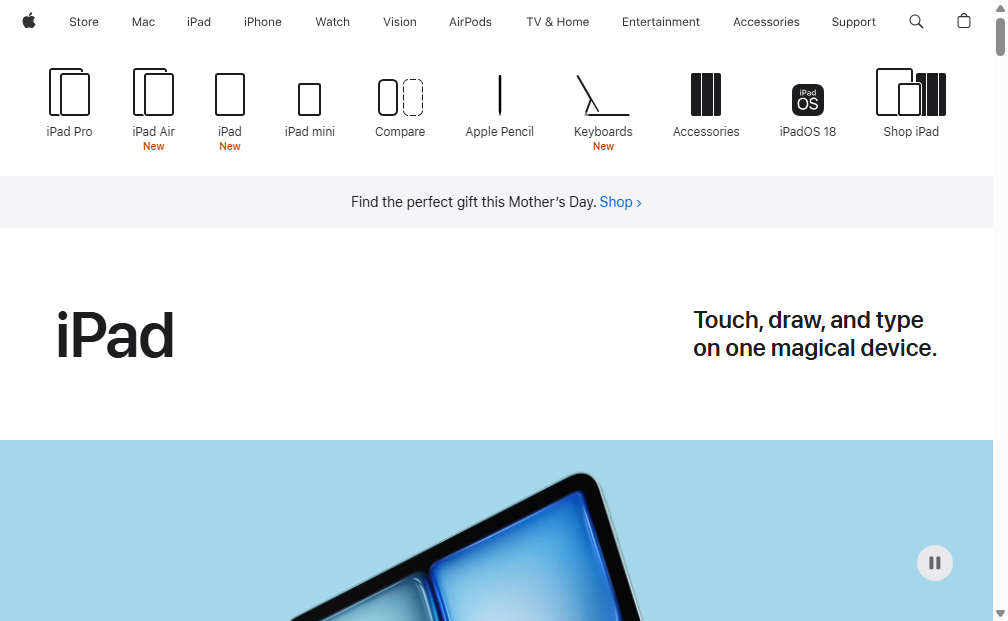 Store Mac iPad iPhone Watch Vision AirPods TV & Home Entertainment Accessories Support
iPad Pro
iPad Air
New
iPad
New
iPad mini
Compare
Apple Pencil
Keyboards
New
Accessories
iPad
OS
iPadOS 18
Shop iPad
Find the perfect gift this Mother's Day. Shop >
iPad
Touch, draw, and type
on one magical device.